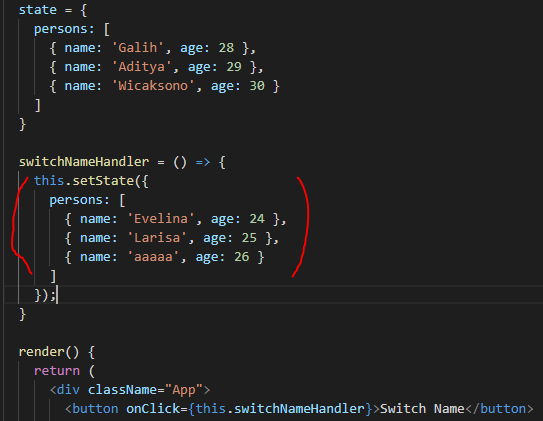 state = {
persons: [
{ name: 'Galih', age: 28 },
{ name: 'Aditya', age: 29 },
{ name: 'Wicaksono', age: 30 }
]
}
switchNameHandler = () => {
this.setState({
persons: [
{ name: 'Evelina', age: 24 },
{ name: 'Larisa', age: 25 },
{ name: 'aaaaa', age: 26 }
]
});
}
render() {
return (
<div className="App">
<button onClick={this.switchNameHandler}>Switch Name</button>